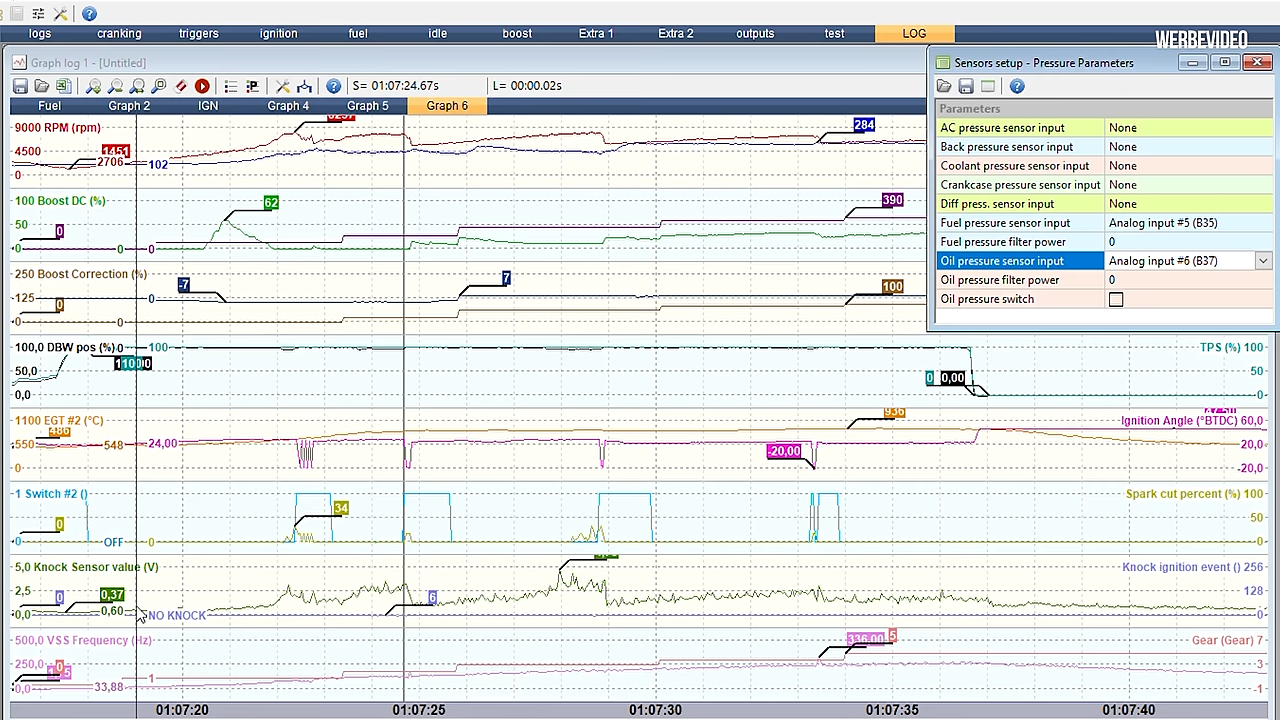 logs cranking triggers ignition fuel idle boost Extra 1 Extra 2 outputs test LOG
WERBEVIDEO
Graph log 1 - [Untitled]
S= 01:07:24.67s L= 00:00.02s
Fuel Graph 2 IGN Graph 4 Graph 5 Graph 6
9000 RPM (rpm)
4500
0
1451
2706
102
284
100 Boost DC (%)
50
0
0
0
0
62
390
250 Boost Correction (%)
125
0
0
0
0
-7
7
100
100,0 DBW pos (%)
50,0
0,0
0
100
0
0,00
TPS (%) 100
50
0
1100 EGT #2 (°C)
550
0
486
548
24,00
-20,00
936
Ignition Angle (°BTDC) 60,0
20,0
-20,0
1 Switch #2 ()
0
0
OFF
0
34
Spark cut percent (%) 100
50
0
5,0 Knock Sensor value (V)
2,5
0,0
0
0,37
0,60
NO KNOCK
6
Knock ignition event () 256
128
0
500,0 VSS Frequency (Hz)
250,0
0,0
0
33,88
1
336,00
5
Gear (Gear) 7
3
-1
01:07:20 01:07:25 01:07:30 01:07:35 01:07:40
Sensors setup - Pressure Parameters
Parameters
AC pressure sensor input None
Back pressure sensor input None
Coolant pressure sensor input None
Crankcase pressure sensor input None
Diff press. sensor input None
Fuel pressure sensor input Analog input #5 (B35)
Fuel pressure filter power 0
Oil pressure sensor input Analog input #6 (B37)
Oil pressure filter power 0
Oil pressure switch